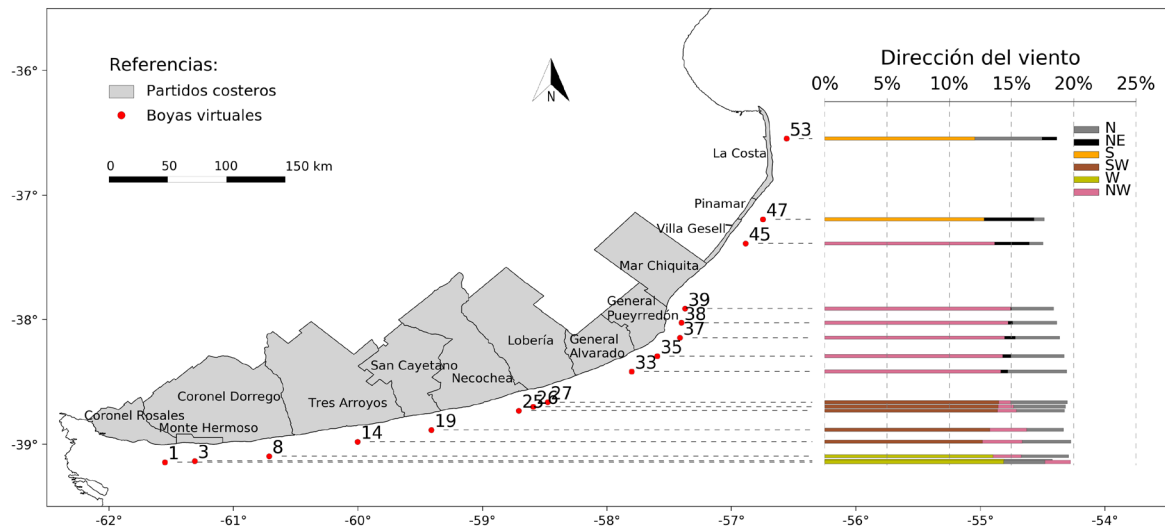 Dirección del viento
0% 5% 10% 15% 20% 25%
-36°
-37°
-38°
-39°
Referencias:
Partidos costeros
Boyas virtuales
0 50 100 150 km
N
N
NE
S
SW
W
NW
53
La Costa
Pinamar
47
Villa Gesell
45
Mar Chiquita
39
General
Pueyrredón
38
37
Lobería
General
Alvarado
35
San Cayetano
33
Necochea
Coronel Dorrego
Tres Arroyos
25 26 27
Coronel Rosales
Monte Hermoso
19
14
8
1 3
-62° -61° -60° -59° -58° -57° -56° -55° -54°